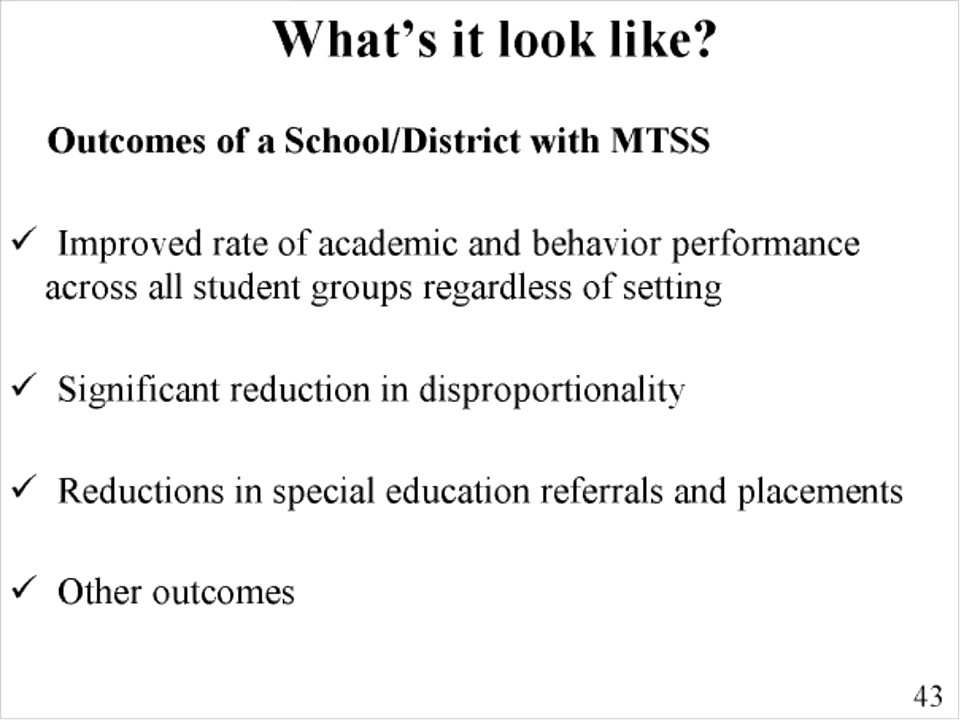 What's it look like?
Outcomes of a School/District with MTSS
✓ Improved rate of academic and behavior performance
across all student groups regardless of setting
✓ Significant reduction in disproportionality
✓ Reductions in special education referrals and placements
✓ Other outcomes
43